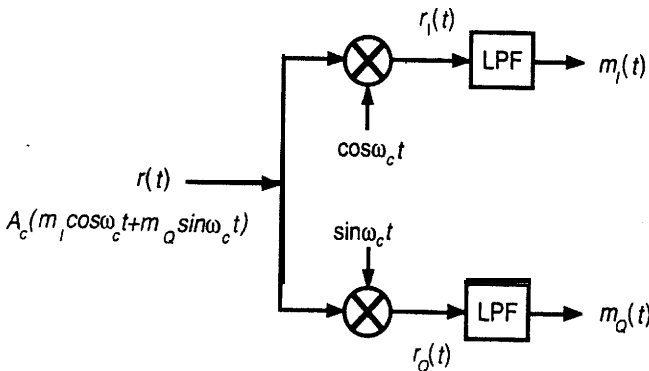 r_I(t)
LPF
m_I(t)
cosω_c t
r(t)
A_c(m_I cosω_c t+m_Q sinω_c t)
sinω_c t
LPF
m_Q(t)
r_Q(t)